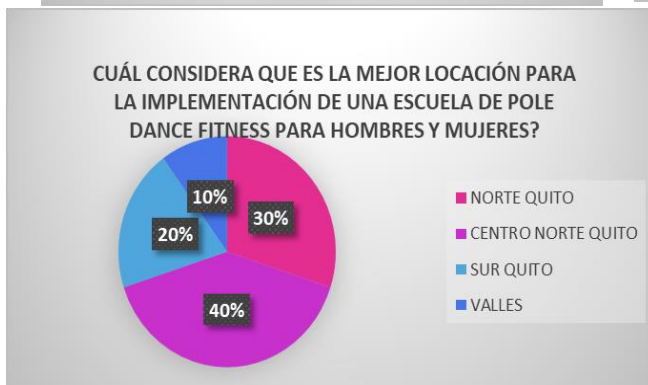 CUÁL CONSIDERA QUE ES LA MEJOR LOCACIÓN PARA
LA IMPLEMENTACIÓN DE UNA ESCUELA DE POLE
DANCE FITNESS PARA HOMBRES Y MUJERES?
10%
30%
20%
40%
NORTE QUITO
CENTRO NORTE QUITO
SUR QUITO
VALLES